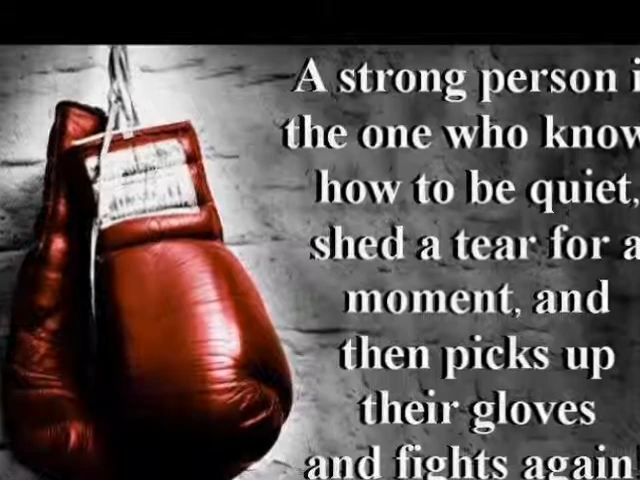 A strong person i
the one who know
how to be quiet,
shed a tear for a
moment, and
then picks up
their gloves
and fights again!